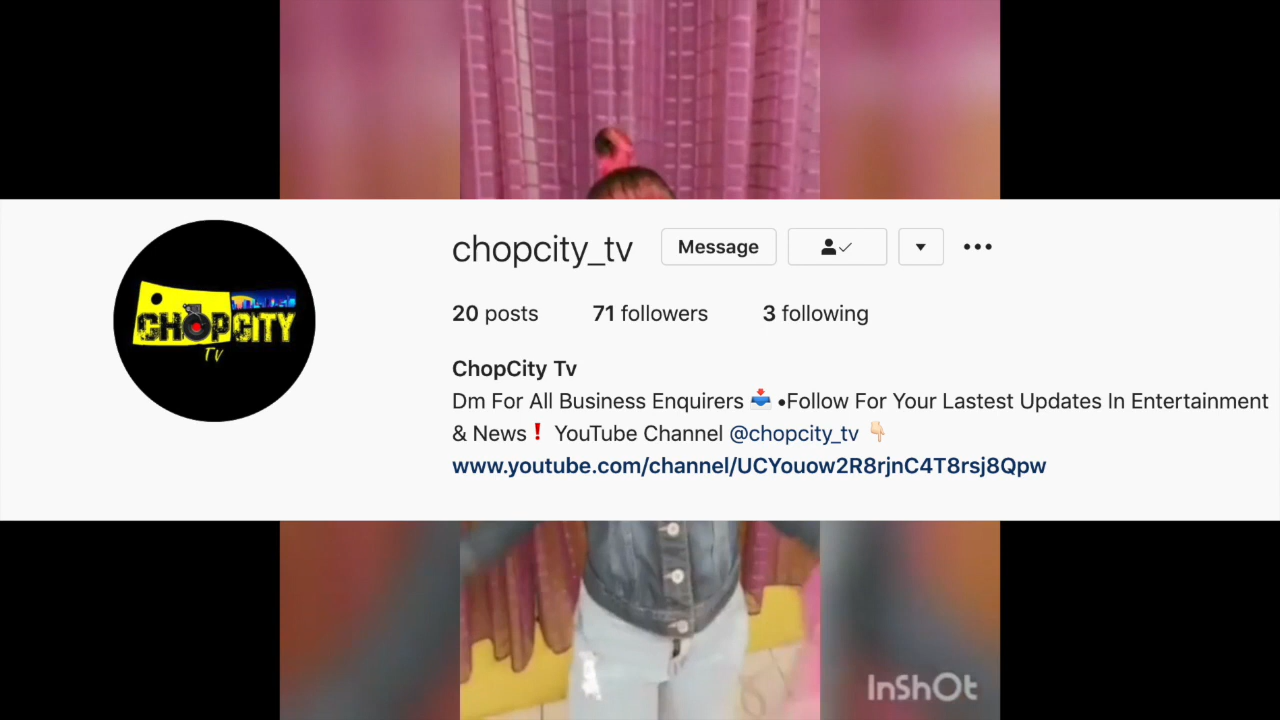 chopcity_tv Message
20 posts 71 followers 3 following
CHOPCITY
TV
ChopCity Tv
Dm For All Business Enquirers 📥 •Follow For Your Lastest Updates In Entertainment
& News❗ YouTube Channel @chopcity_tv 👇🏻
www.youtube.com/channel/UCYouow2R8rjnC4T8rsj8Qpw
InShOt